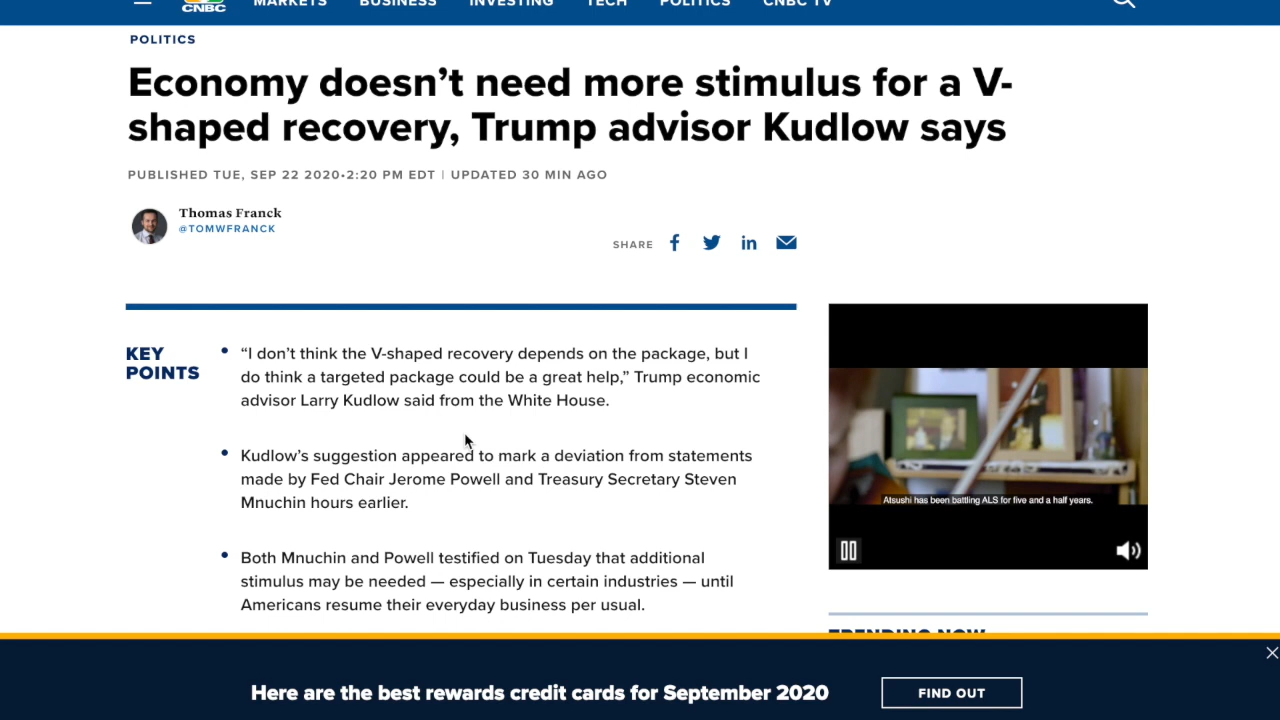 CNBC
MARKETS BUSINESS INVESTING TECH POLITICS CNBC TV
POLITICS
Economy doesn’t need more stimulus for a V-
shaped recovery, Trump advisor Kudlow says
PUBLISHED TUE, SEP 22 2020•2:20 PM EDT | UPDATED 30 MIN AGO
Thomas Franck
@TOMWFRANCK
SHARE
KEY
POINTS
• “I don’t think the V-shaped recovery depends on the package, but I
do think a targeted package could be a great help,” Trump economic
advisor Larry Kudlow said from the White House.
• Kudlow’s suggestion appeared to mark a deviation from statements
made by Fed Chair Jerome Powell and Treasury Secretary Steven
Mnuchin hours earlier.
• Both Mnuchin and Powell testified on Tuesday that additional
stimulus may be needed — especially in certain industries — until
Americans resume their everyday business per usual.
Atsushi has been battling ALS for five and a half years.
TRENDING NOW
Here are the best rewards credit cards for September 2020
FIND OUT